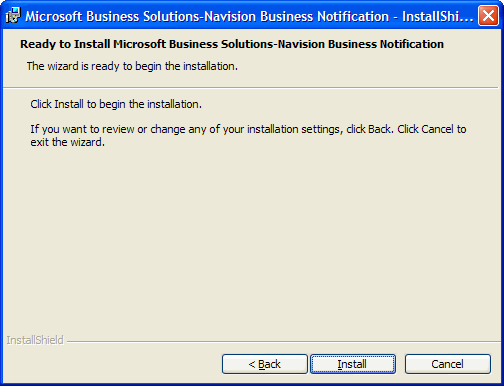 Microsoft Business Solutions-Navision Business Notification - InstallShi...
Ready to Install Microsoft Business Solutions-Navision Business Notification
The wizard is ready to begin the installation.
Click Install to begin the installation.
If you want to review or change any of your installation settings, click Back. Click Cancel to
exit the wizard.
InstallShield
< Back Install Cancel